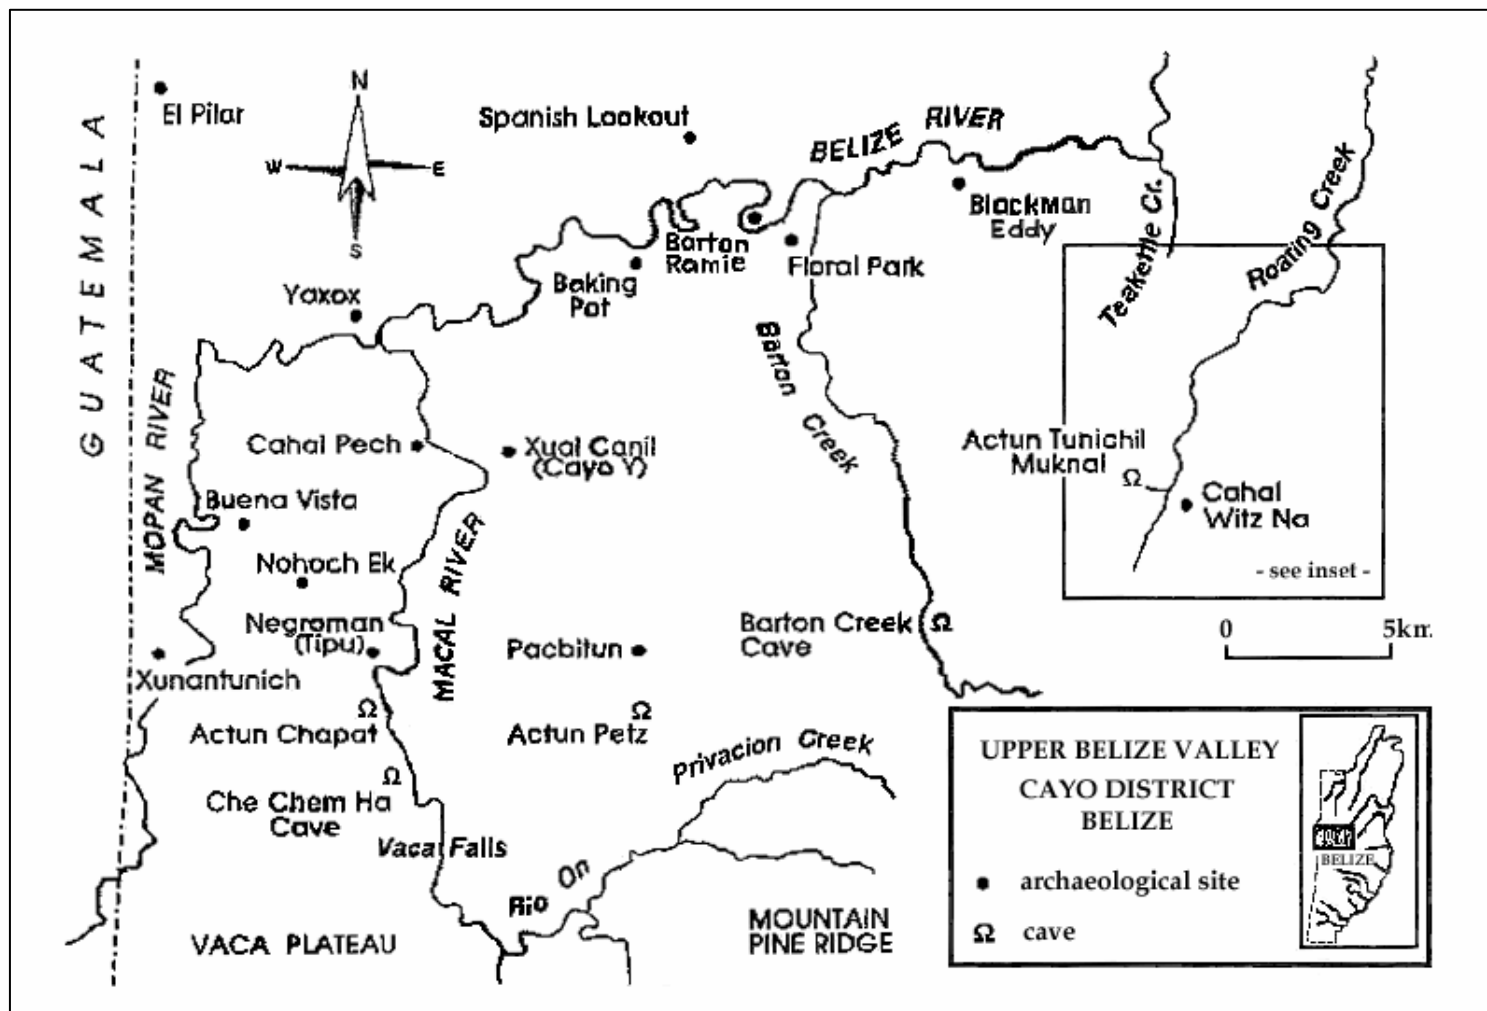 N
W
E
S
GUATEMALA
El Pilar
Spanish Lookout
BELIZE RIVER
Blackman
Eddy
Teakettle Cr.
Roaring Creek
Barton
Ramie
Floral Park
Baking
Pot
Yaxox
MOPAN RIVER
Cahal Pech
Xual Canil
(Cayo Y)
Barton Creek
Actun Tunichil
Muknal
Cahal
Witz Na
- see inset -
Buena Vista
Nohoch Ek
MACAL RIVER
Negroman
(Tipu)
Pacbitun
Barton Creek
Cave
0 5km.
Xunantunich
Actun Chapat
Actun Petz
Privacion Creek
Che Chem Ha
Cave
Vaca Falls
Rio On
VACA PLATEAU
MOUNTAIN
PINE RIDGE
UPPER BELIZE VALLEY
CAYO DISTRICT
BELIZE
archaeological site
Ω cave
BELIZE